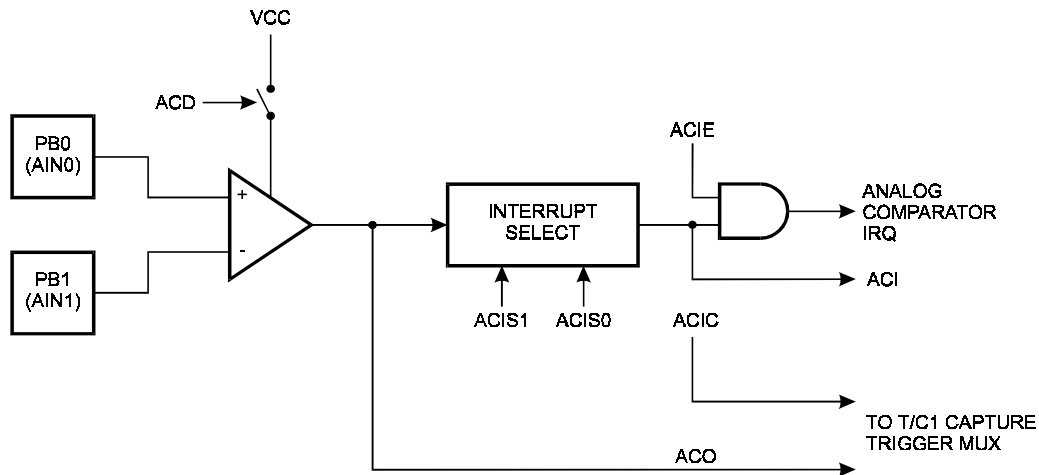 VCC
ACD
PB0
(AIN0)
+
-
PB1
(AIN1)
INTERRUPT
SELECT
ACIS1
ACIS0
ACIE
ANALOG
COMPARATOR
IRQ
ACI
ACIC
TO T/C1 CAPTURE
TRIGGER MUX
ACO